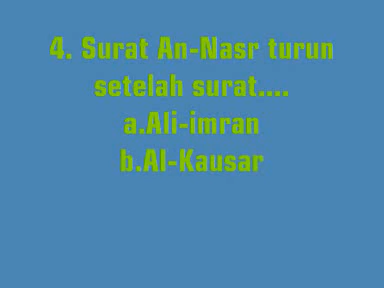 4. Surat An-Nasr turun
setelah surat....
a.Ali-imran
b.Al-Kausar